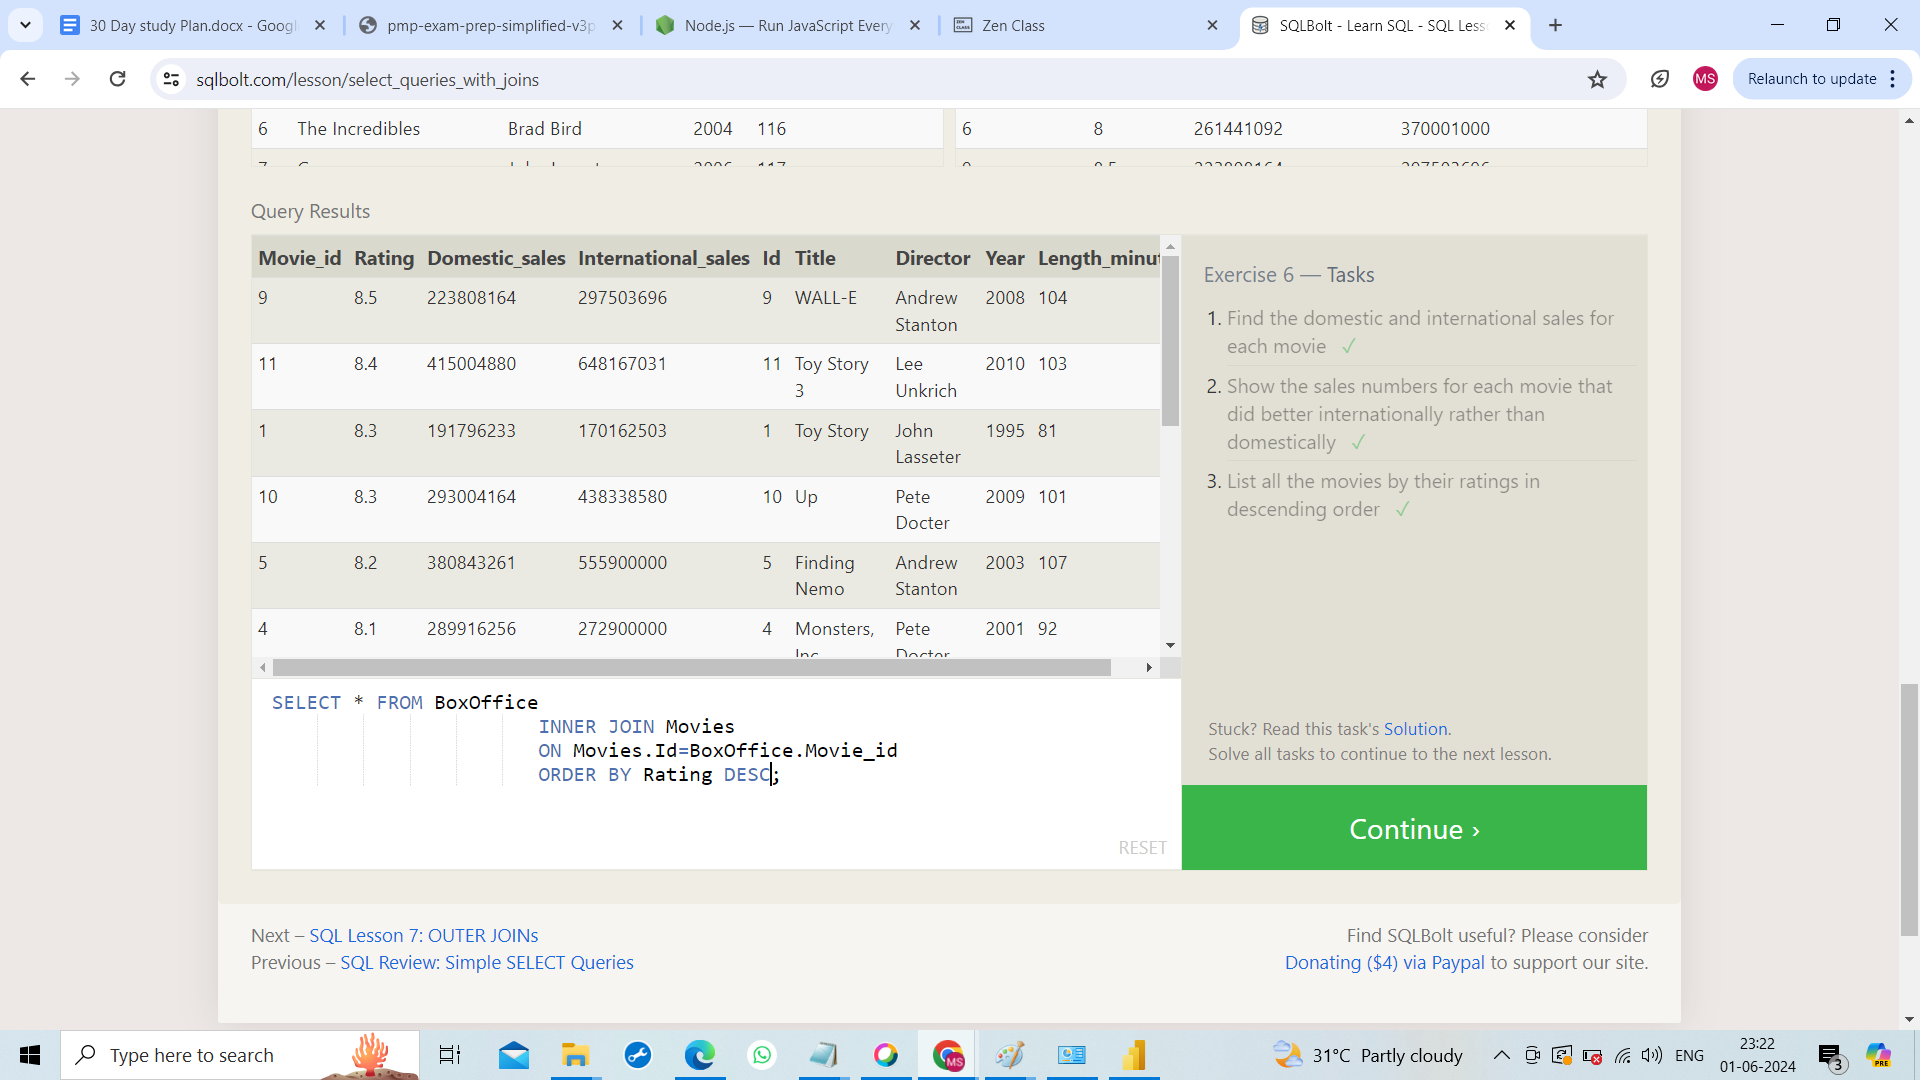 30 Day study Plan.docx - Googl
pmp-exam-prep-simplified-v3p
Node.js — Run JavaScript Every
Zen Class
SQLBolt - Learn SQL - SQL Less
sqlbolt.com/lesson/select_queries_with_joins
MS
Relaunch to update
6 The Incredibles Brad Bird 2004 116
6 8 261441092 370001000
Query Results
Movie_id Rating Domestic_sales International_sales Id Title Director Year Length_minut
9 8.5 223808164 297503696 9 WALL-E Andrew Stanton 2008 104
11 8.4 415004880 648167031 11 Toy Story 3 Lee Unkrich 2010 103
1 8.3 191796233 170162503 1 Toy Story John Lasseter 1995 81
10 8.3 293004164 438338580 10 Up Pete Docter 2009 101
5 8.2 380843261 555900000 5 Finding Nemo Andrew Stanton 2003 107
4 8.1 289916256 272900000 4 Monsters, Inc. Pete Docter 2001 92
Exercise 6 — Tasks
1. Find the domestic and international sales for
each movie ✓
2. Show the sales numbers for each movie that
did better internationally rather than
domestically ✓
3. List all the movies by their ratings in
descending order ✓
Stuck? Read this task's Solution.
Solve all tasks to continue to the next lesson.
Continue ›
SELECT * FROM BoxOffice
INNER JOIN Movies
ON Movies.Id=BoxOffice.Movie_id
ORDER BY Rating DESC;
RESET
Next – SQL Lesson 7: OUTER JOINs
Previous – SQL Review: Simple SELECT Queries
Find SQLBolt useful? Please consider
Donating ($4) via Paypal to support our site.
Type here to search
MS
31°C Partly cloudy
ENG
23:22
01-06-2024
3
PRE